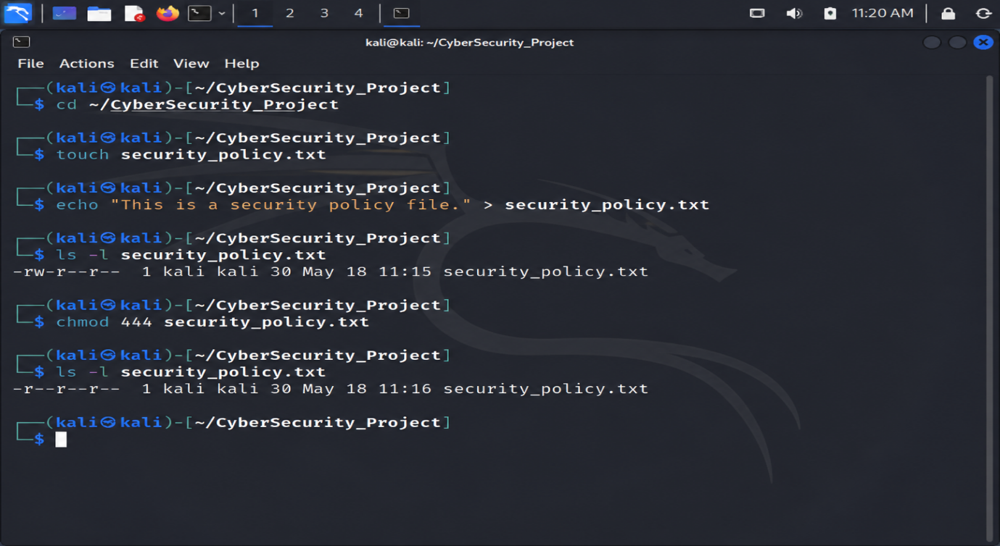 1 2 3 4 11:20 AM
kali@kali: ~/CyberSecurity_Project
File Actions Edit View Help
┌──(kali㉿kali)-[~/CyberSecurity_Project]
└─$ cd ~/CyberSecurity_Project
┌──(kali㉿kali)-[~/CyberSecurity_Project]
└─$ touch security_policy.txt
┌──(kali㉿kali)-[~/CyberSecurity_Project]
└─$ echo "This is a security policy file." > security_policy.txt
┌──(kali㉿kali)-[~/CyberSecurity_Project]
└─$ ls -l security_policy.txt
-rw-r--r-- 1 kali kali 30 May 18 11:15 security_policy.txt
┌──(kali㉿kali)-[~/CyberSecurity_Project]
└─$ chmod 444 security_policy.txt
┌──(kali㉿kali)-[~/CyberSecurity_Project]
└─$ ls -l security_policy.txt
-r--r--r-- 1 kali kali 30 May 18 11:16 security_policy.txt
┌──(kali㉿kali)-[~/CyberSecurity_Project]
└─$